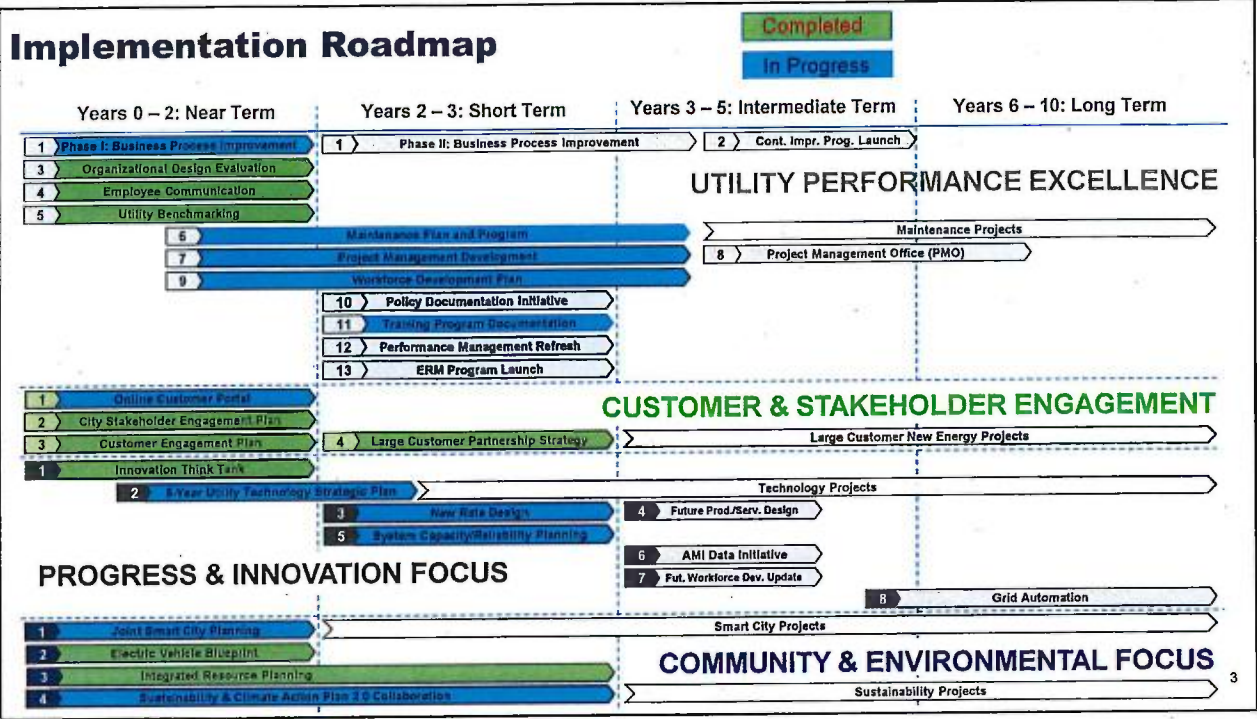 Implementation Roadmap
Completed
In Progress
Years 0 – 2: Near Term
Years 2 – 3: Short Term
Years 3 – 5: Intermediate Term
Years 6 – 10: Long Term
1 Phase I: Business Process Improvement
1 Phase II: Business Process Improvement
2 Cont. Impr. Prog. Launch
3 Organizational Design Evaluation
4 Employee Communication
5 Utility Benchmarking
UTILITY PERFORMANCE EXCELLENCE
6 Maintenance Plan and Program
Maintenance Projects
7 Project Management Development
8 Project Management Office (PMO)
9 Workforce Development Plan
10 Policy Documentation Initiative
11 Training Program Documentation
12 Performance Management Refresh
13 ERM Program Launch
1 Online Customer Portal
2 City Stakeholder Engagement Plan
CUSTOMER & STAKEHOLDER ENGAGEMENT
3 Customer Engagement Plan
4 Large Customer Partnership Strategy
Large Customer New Energy Projects
1 Innovation Think Tank
2 5-Year Utility Technology Strategic Plan
Technology Projects
3 New Rate Design
4 Future Prod./Serv. Design
5 System Capacity/Reliability Planning
6 AMI Data Initiative
PROGRESS & INNOVATION FOCUS
7 Fut. Workforce Dev. Update
8 Grid Automation
1 Joint Smart City Planning
Smart City Projects
2 Electric Vehicle Blueprint
COMMUNITY & ENVIRONMENTAL FOCUS
3 Integrated Resource Planning
4 Sustainability & Climate Action Plan 2.0 Collaboration
Sustainability Projects
3